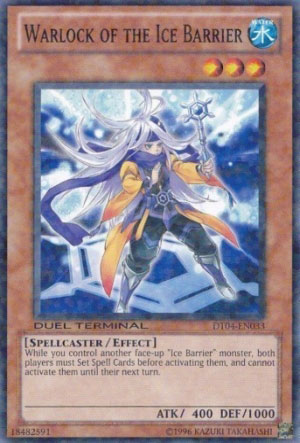 WARLOCK OF THE ICE BARRIER
WATER
水
DUEL TERMINAL
DT04-EN033
[SPELLCASTER / EFFECT]
While you control another face-up "Ice Barrier" monster, both
players must Set Spell Cards before activating them, and cannot
activate them until their next turn.
ATK/ 400 DEF/1000
18482591
©1996 KAZUKI TAKAHASHI